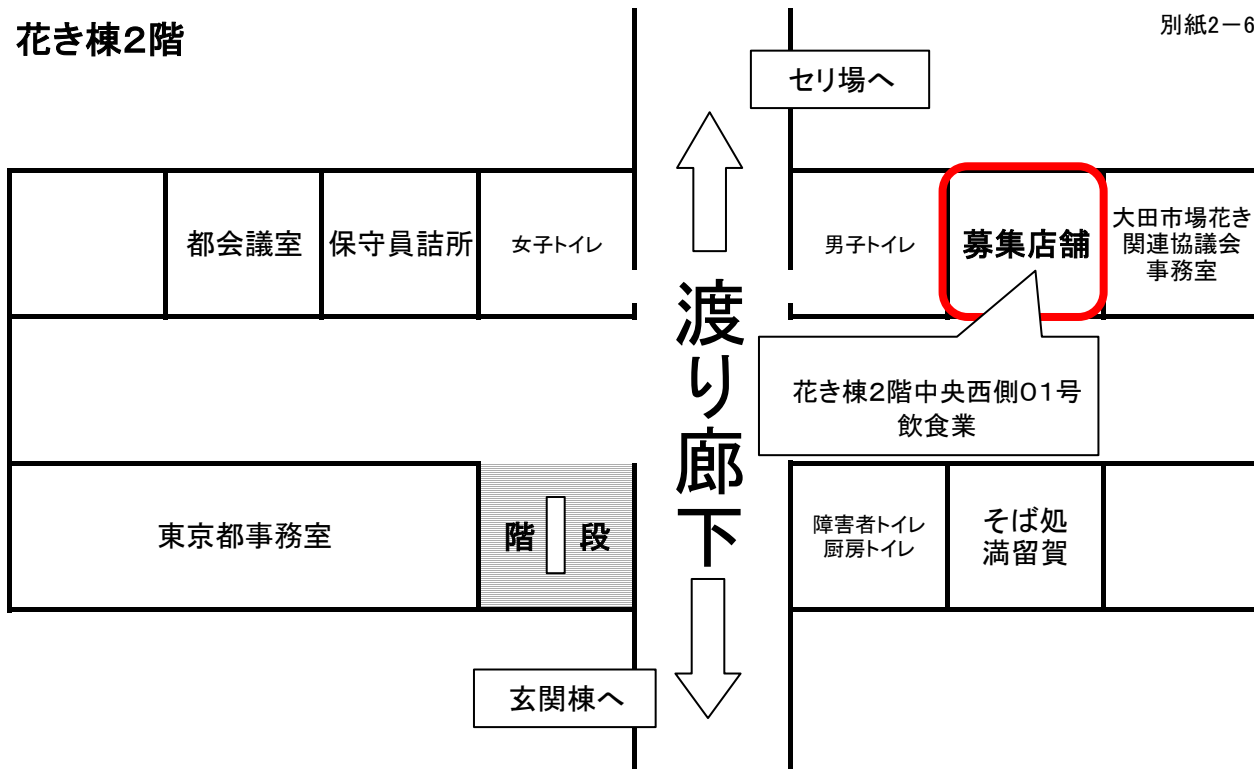 花き棟2階
別紙2－6
セリ場へ
都会議室
保守員詰所
女子トイレ
男子トイレ
募集店舗
大田市場花き
関連協議会
事務室
渡り廊下
花き棟2階中央西側01号
飲食業
東京都事務室
階段
障害者トイレ
厨房トイレ
そば処
満留賀
玄関棟へ